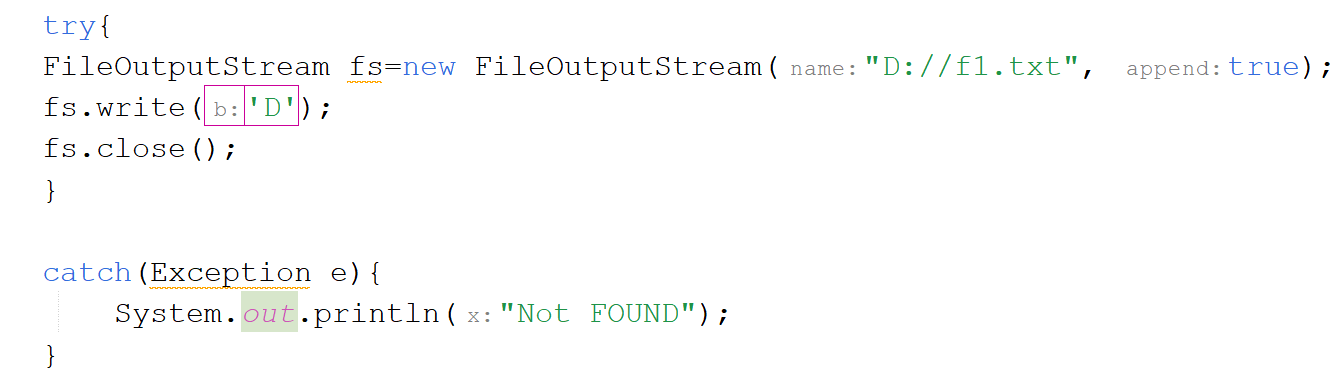 try{
FileOutputStream fs=new FileOutputStream( name: "D://f1.txt", append: true);
fs.write( b: 'D');
fs.close();
}
catch(Exception e){
System.out.println( x: "Not FOUND");
}